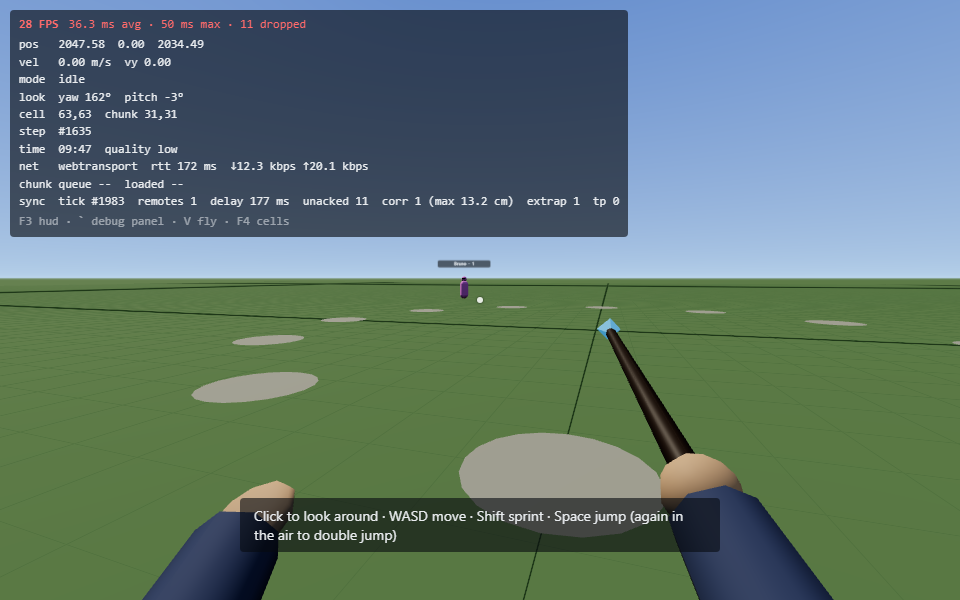 28 FPS 36.3 ms avg · 50 ms max · 11 dropped
pos 2047.58 0.00 2034.49
vel 0.00 m/s vy 0.00
mode idle
look yaw 162° pitch -3°
cell 63,63 chunk 31,31
step #1635
time 09:47 quality low
net webtransport rtt 172 ms ↓12.3 kbps ↑20.1 kbps
chunk queue -- loaded --
sync tick #1983 remotes 1 delay 177 ms unacked 11 corr 1 (max 13.2 cm) extrap 1 tp 0
F3 hud · ` debug panel · V fly · F4 cells
Click to look around · WASD move · Shift sprint · Space jump (again in
the air to double jump)